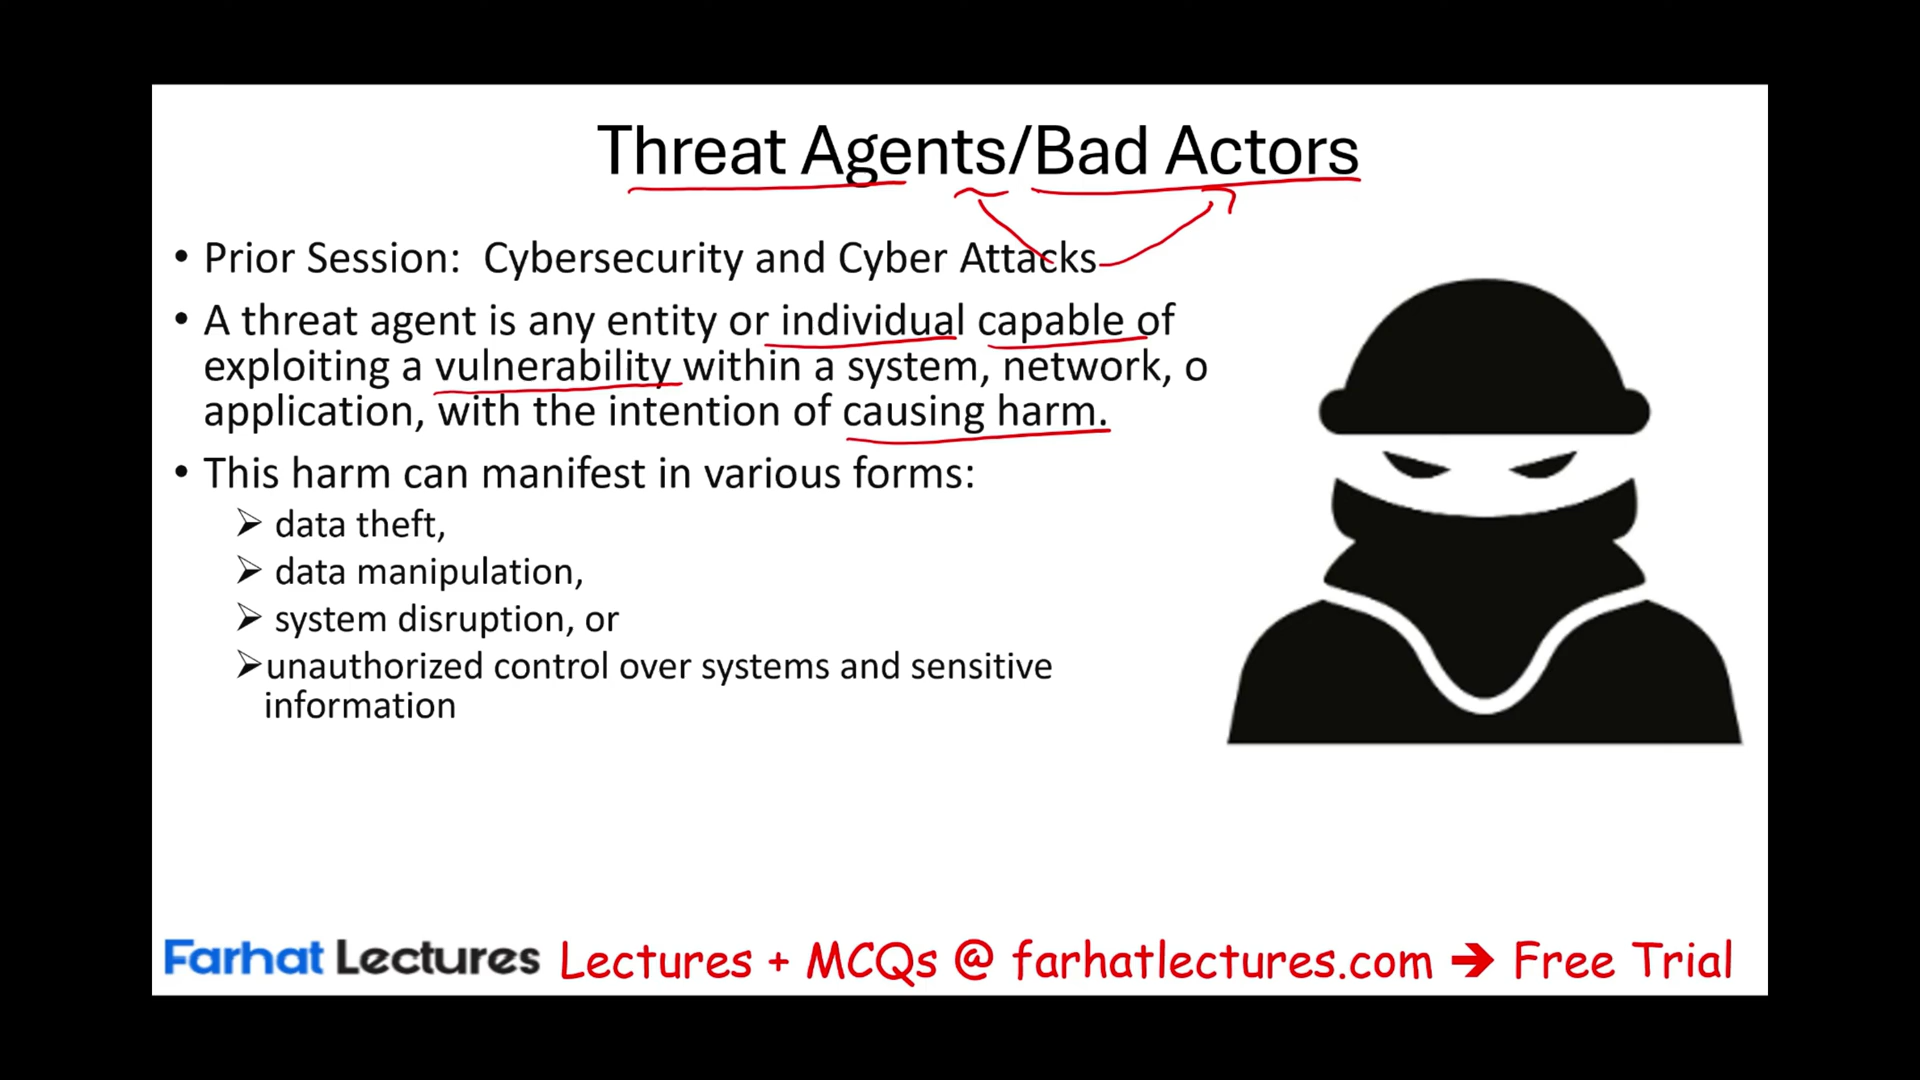 Threat Agents/Bad Actors
• Prior Session: Cybersecurity and Cyber Attacks
• A threat agent is any entity or individual capable of
exploiting a vulnerability within a system, network, o
application, with the intention of causing harm.
• This harm can manifest in various forms:
➢ data theft,
➢ data manipulation,
➢ system disruption, or
➢unauthorized control over systems and sensitive
information
Farhat Lectures Lectures + MCQs @ farhatlectures.com ➔ Free Trial